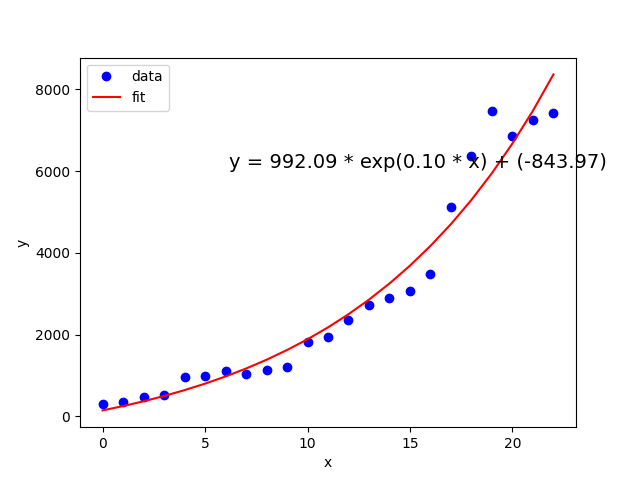 data
fit
y = 992.09 * exp(0.10 * x) + (-843.97)
8000
6000
4000
2000
0
y
0 5 10 15 20
x